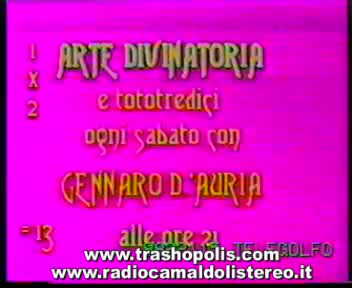 1
X
2
ARTE DIVINATORIA
e tototredici
ogni sabato con
GENNARO D'AURIA
= 13
alle ore 21
TELEGOLFO
www.trashopolis.com
www.radiocamaldolistereo.it